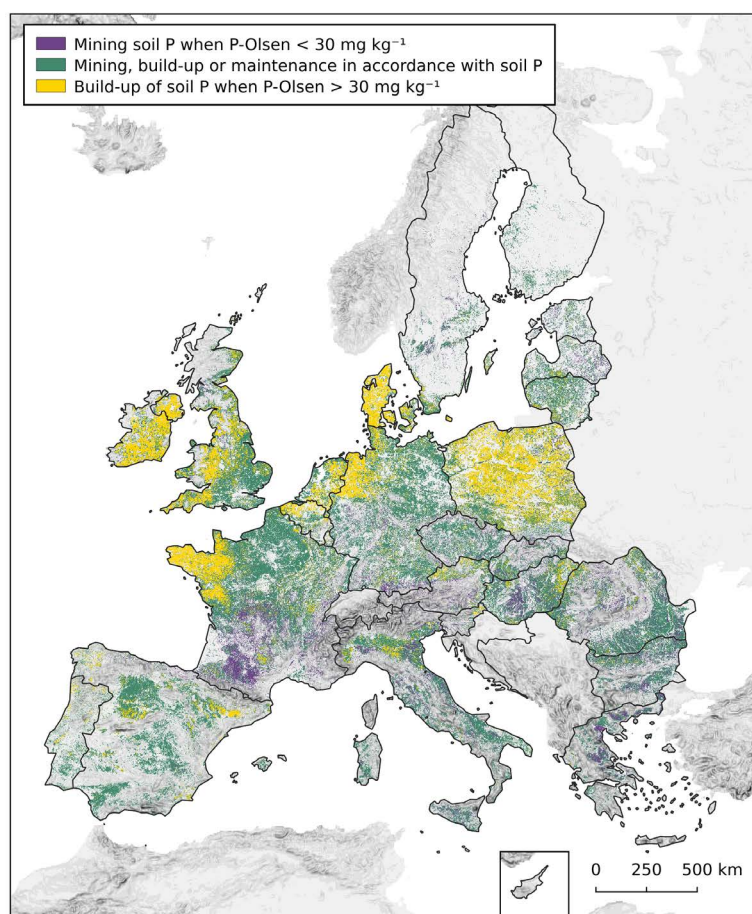 Mining soil P when P-Olsen < 30 mg kg⁻¹
Mining, build-up or maintenance in accordance with soil P
Build-up of soil P when P-Olsen > 30 mg kg⁻¹
0 250 500 km